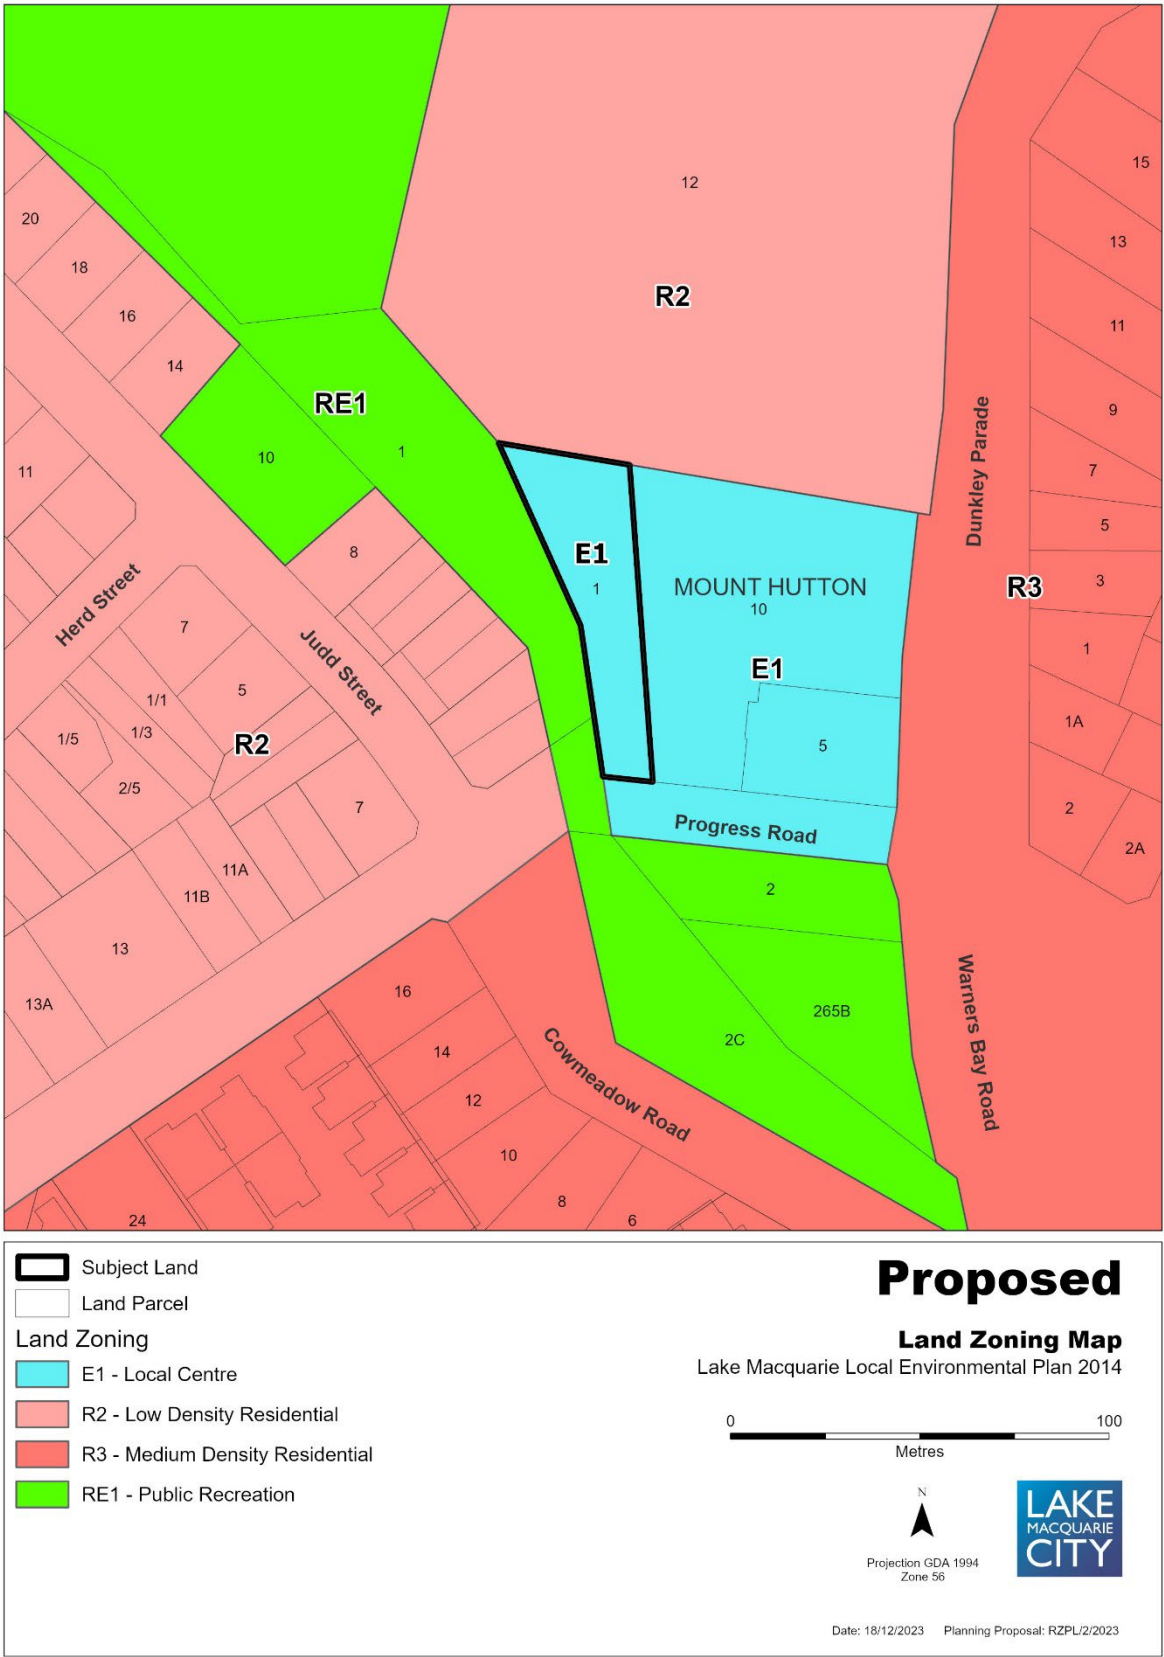 12
15
20
13
18
R2
16
11
14
RE1
9
1
10
11
7
Dunkley Parade
5
8
E1
3
R3
1
MOUNT HUTTON
10
Herd Street
7
Judd Street
1
E1
5
1/1
1A
1/3
1/5
R2
5
2/5
7
2
Progress Road
2A
11A
2
11B
13
16
13A
265B
2C
Warners Bay Road
14
Cowmeadow Road
12
10
8
24
6
Subject Land
Land Parcel
Land Zoning
E1 - Local Centre
R2 - Low Density Residential
R3 - Medium Density Residential
RE1 - Public Recreation
Proposed
Land Zoning Map
Lake Macquarie Local Environmental Plan 2014
0 100
Metres
N
Projection GDA 1994
Zone 56
LAKE
MACQUARIE
CITY
Date: 18/12/2023 Planning Proposal: RZPL/2/2023